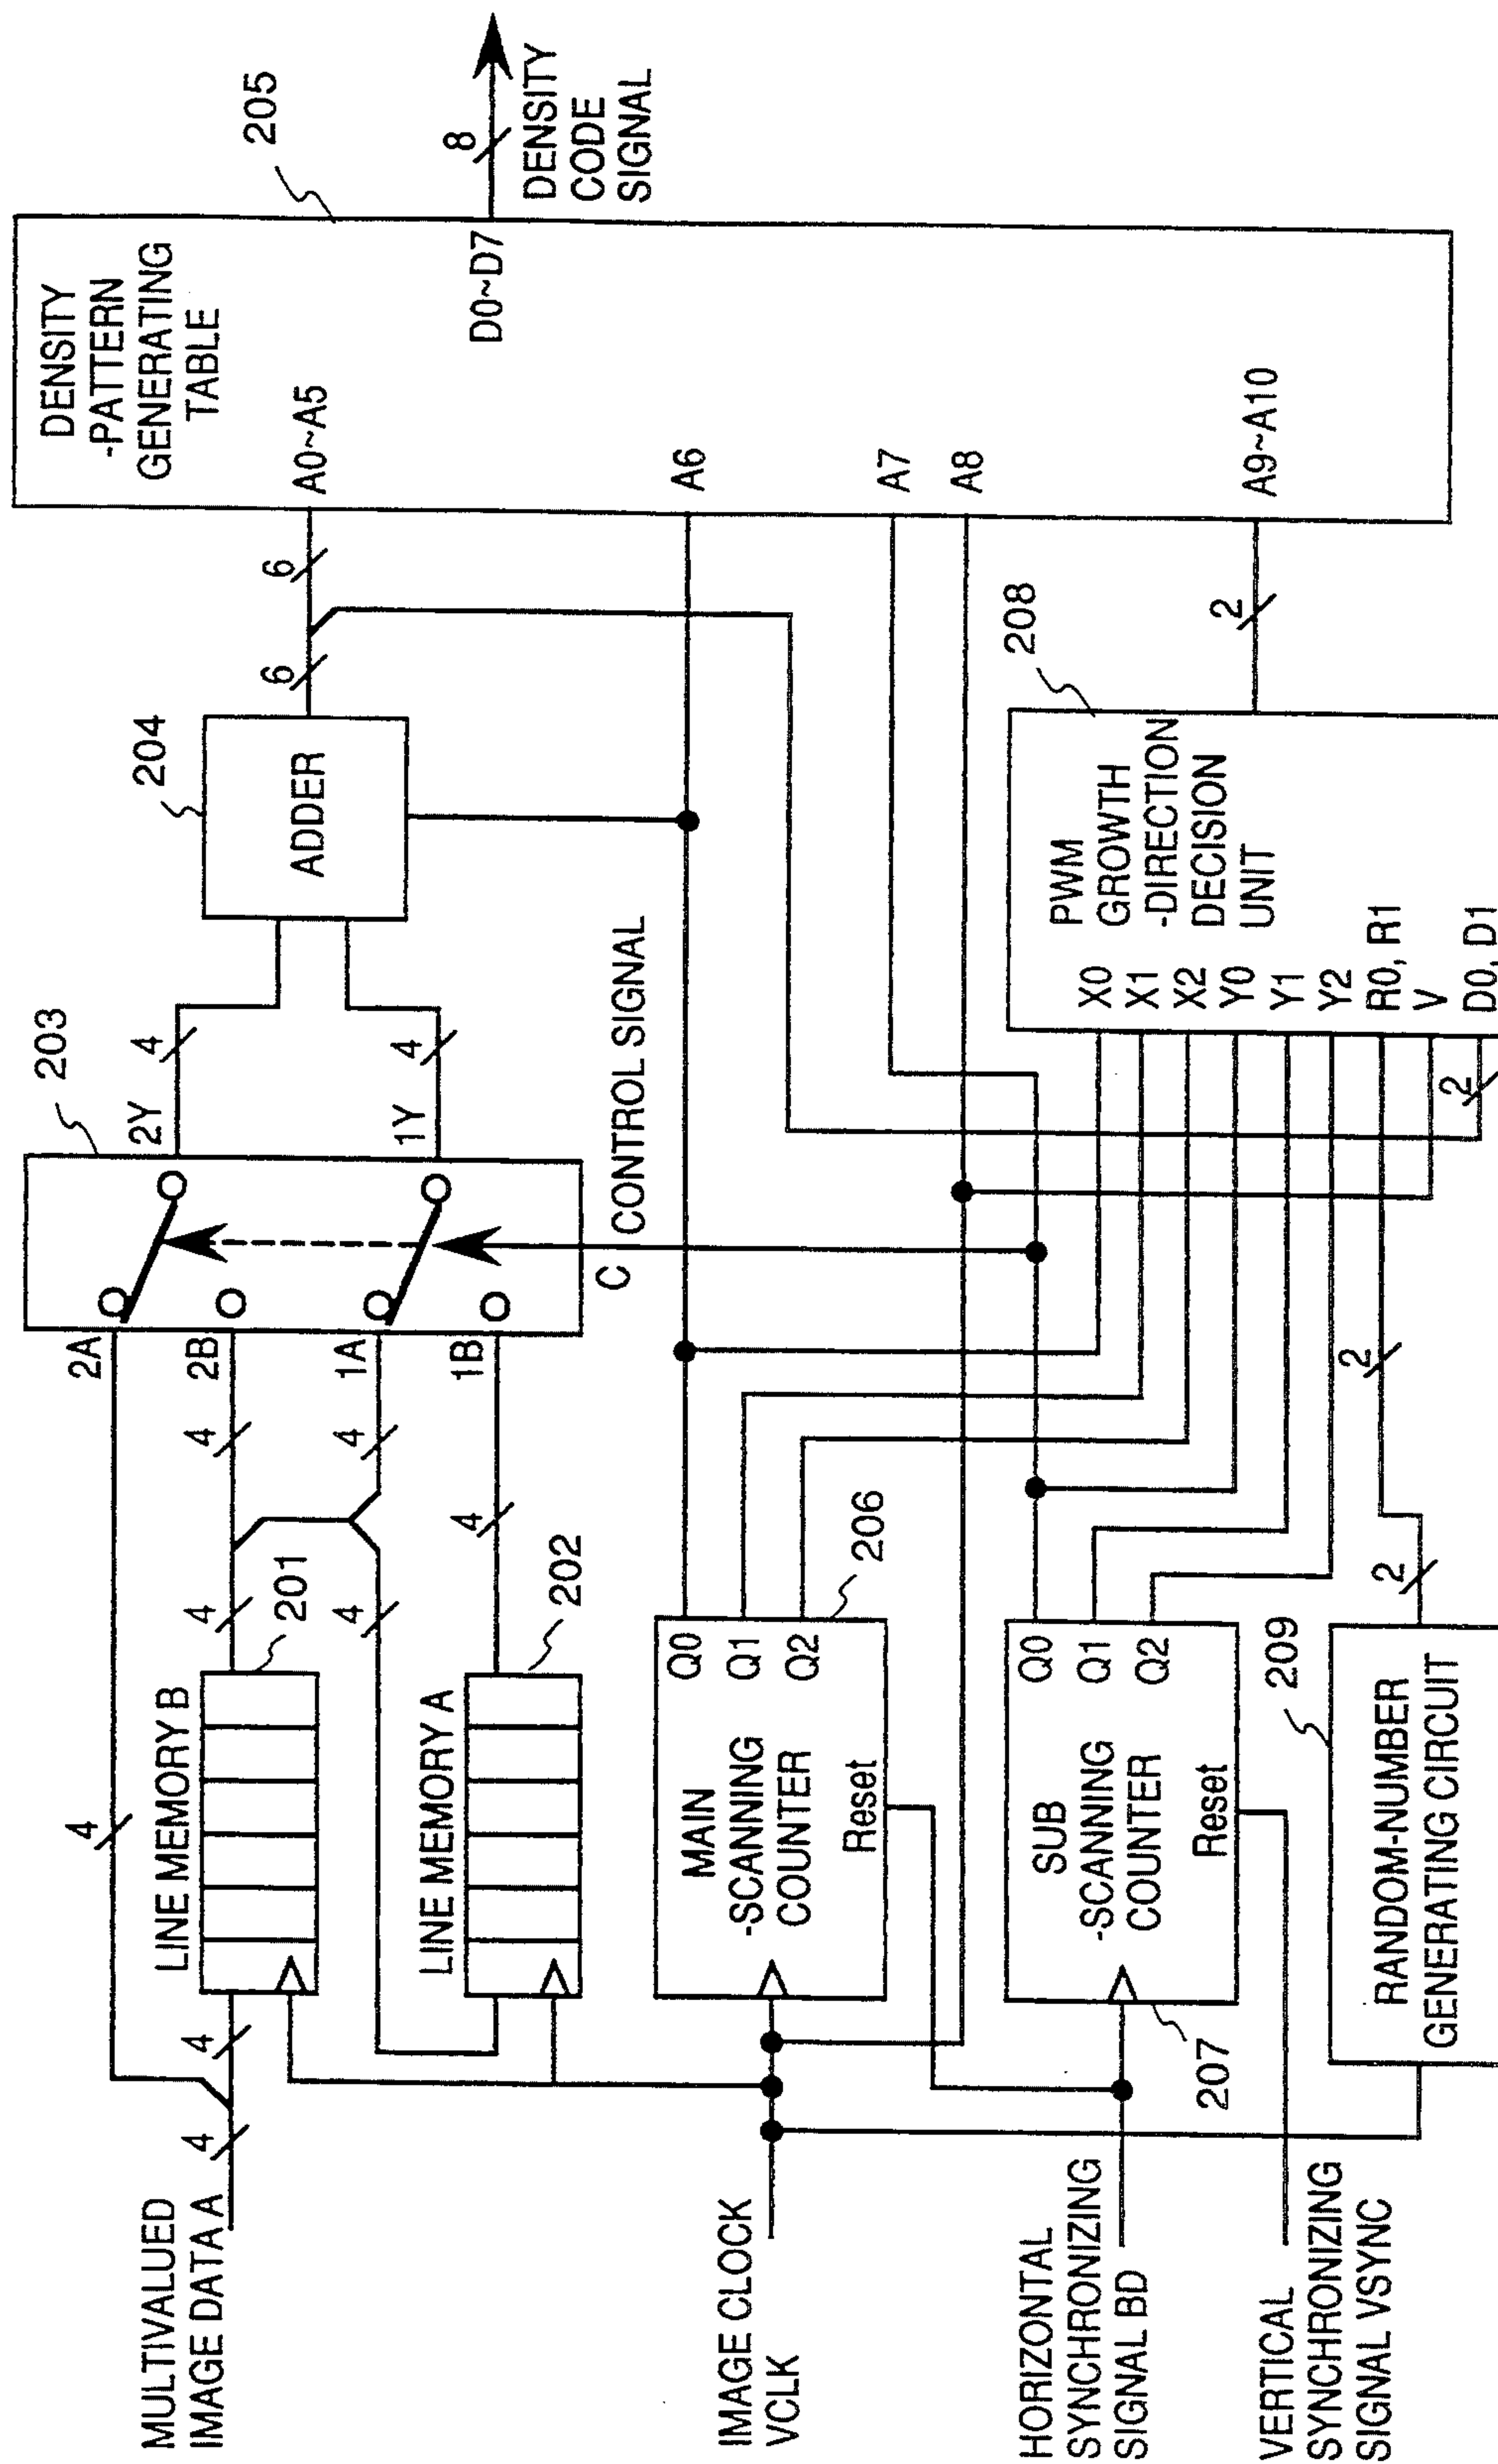 MULTIVALUED
IMAGE DATA A
4
4
4
LINE MEMORY B
201
4
4
4
4
LINE MEMORY A
202
4
2A
2B
1A
1B
203
2Y
1Y
4
4
C
CONTROL SIGNAL
204
ADDER
6
6
DENSITY
-PATTERN
GENERATING
TABLE
205
A0~A5
A6
A7
A8
A9~A10
D0~D7
8
DENSITY
CODE
SIGNAL
IMAGE CLOCK
VCLK
MAIN
-SCANNING
COUNTER
Q0
Q1
Q2
Reset
206
HORIZONTAL
SYNCHRONIZING
SIGNAL BD
207
SUB
-SCANNING
COUNTER
Q0
Q1
Q2
Reset
VERTICAL
SYNCHRONIZING
SIGNAL VSYNC
209
RANDOM-NUMBER
GENERATING CIRCUIT
2
2
2
PWM
GROWTH
-DIRECTION
DECISION
UNIT
208
X0
X1
X2
Y0
Y1
Y2
R0, R1
V
D0, D1
2